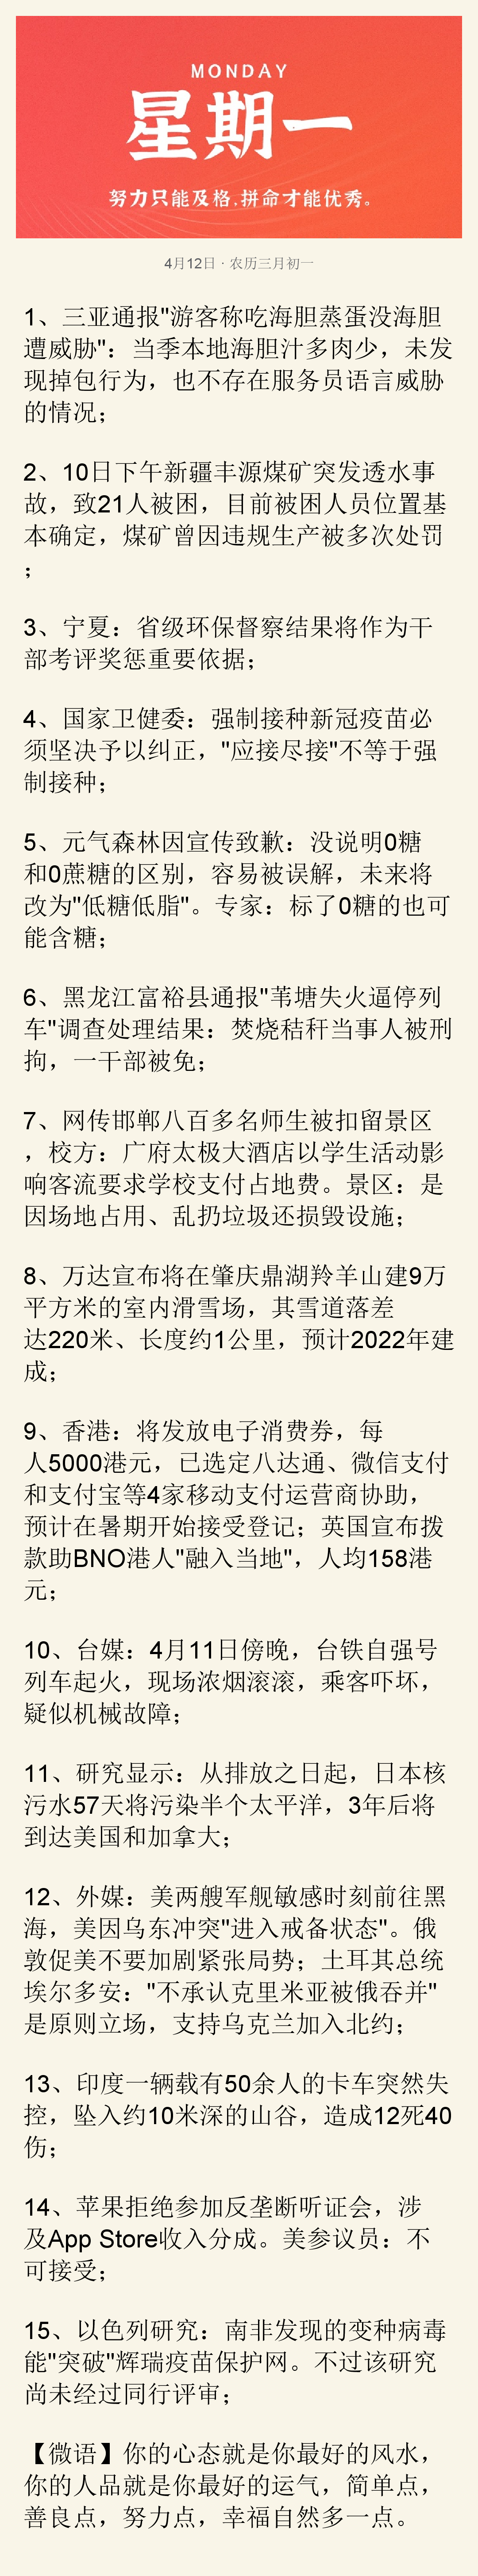 MONDAY
星期一
努力只能及格，拼命才能优秀。
4月12日 · 农历三月初一
1、三亚通报"游客称吃海胆蒸蛋没海胆
遭威胁"：当季本地海胆汁多肉少，未发
现掉包行为，也不存在服务员语言威胁
的情况；
2、10日下午新疆丰源煤矿突发透水事
故，致21人被困，目前被困人员位置基
本确定，煤矿曾因违规生产被多次处罚
；
3、宁夏：省级环保督察结果将作为干
部考评奖惩重要依据；
4、国家卫健委：强制接种新冠疫苗必
须坚决予以纠正，"应接尽接"不等于强
制接种；
5、元气森林因宣传致歉：没说明0糖
和0蔗糖的区别，容易被误解，未来将
改为"低糖低脂"。专家：标了0糖的也可
能含糖；
6、黑龙江富裕县通报"苇塘失火逼停列
车"调查处理结果：焚烧秸秆当事人被刑
拘，一干部被免；
7、网传邯郸八百多名师生被扣留景区
，校方：广府太极大酒店以学生活动影
响客流要求学校支付占地费。景区：是
因场地占用、乱扔垃圾还损毁设施；
8、万达宣布将在肇庆鼎湖羚羊山建9万
平方米的室内滑雪场，其雪道落差
达220米、长度约1公里，预计2022年建
成；
9、香港：将发放电子消费券，每
人5000港元，已选定八达通、微信支付
和支付宝等4家移动支付运营商协助，
预计在暑期开始接受登记；英国宣布拨
款助BNO港人"融入当地"，人均158港
元；
10、台媒：4月11日傍晚，台铁自强号
列车起火，现场浓烟滚滚，乘客吓坏，
疑似机械故障；
11、研究显示：从排放之日起，日本核
污水57天将污染半个太平洋，3年后将
到达美国和加拿大；
12、外媒：美两艘军舰敏感时刻前往黑
海，美因乌东冲突"进入戒备状态"。俄
敦促美不要加剧紧张局势；土耳其总统
埃尔多安："不承认克里米亚被俄吞并"
是原则立场，支持乌克兰加入北约；
13、印度一辆载有50余人的卡车突然失
控，坠入约10米深的山谷，造成12死40
伤；
14、苹果拒绝参加反垄断听证会，涉
及App Store收入分成。美参议员：不
可接受；
15、以色列研究：南非发现的变种病毒
能"突破"辉瑞疫苗保护网。不过该研究
尚未经过同行评审；
【微语】你的心态就是你最好的风水，
你的人品就是你最好的运气，简单点，
善良点，努力点，幸福自然多一点。